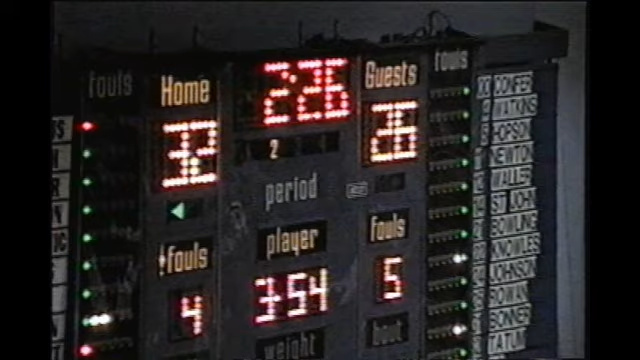 fouls
fouls
Home
2:26
Guests
32
26
2
period
fouls
player
fouls
4
3-54
5
weight
bout
CONFER
WATKINS
HOPSON
NEWTON
WALLER
ST JOHN
BOWLING
KNOWLES
JOHNSON
ROWAN
BONNER
TATUM